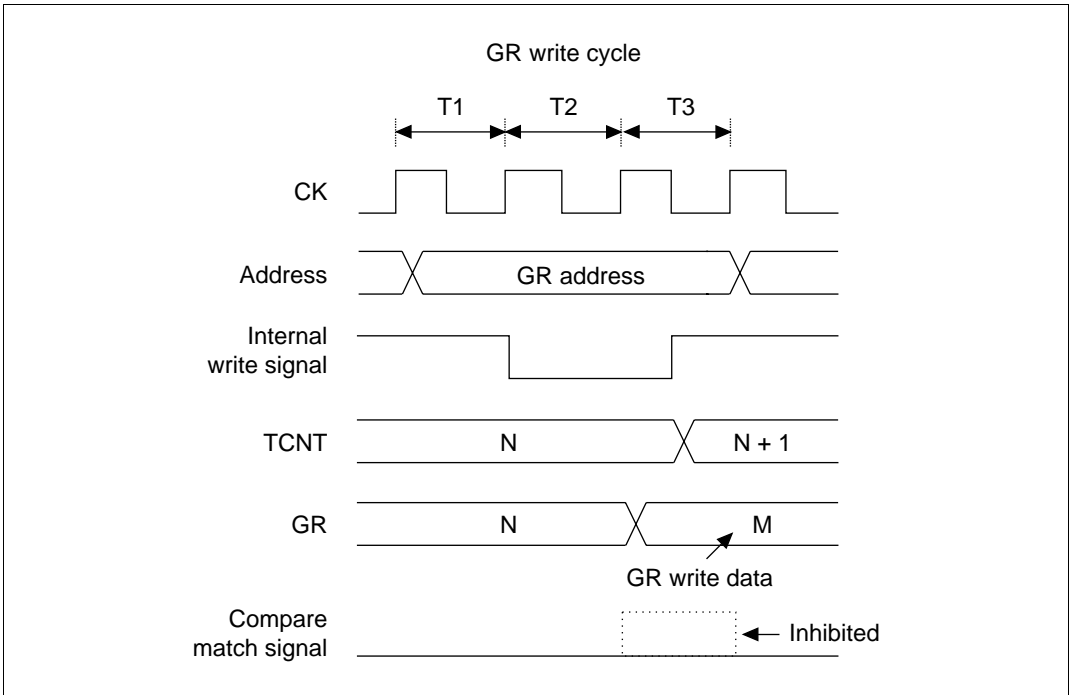 GR write cycle
T1 T2 T3
CK
Address GR address
Internal
write signal
TCNT N N + 1
GR N M
GR write data
Compare
match signal
Inhibited